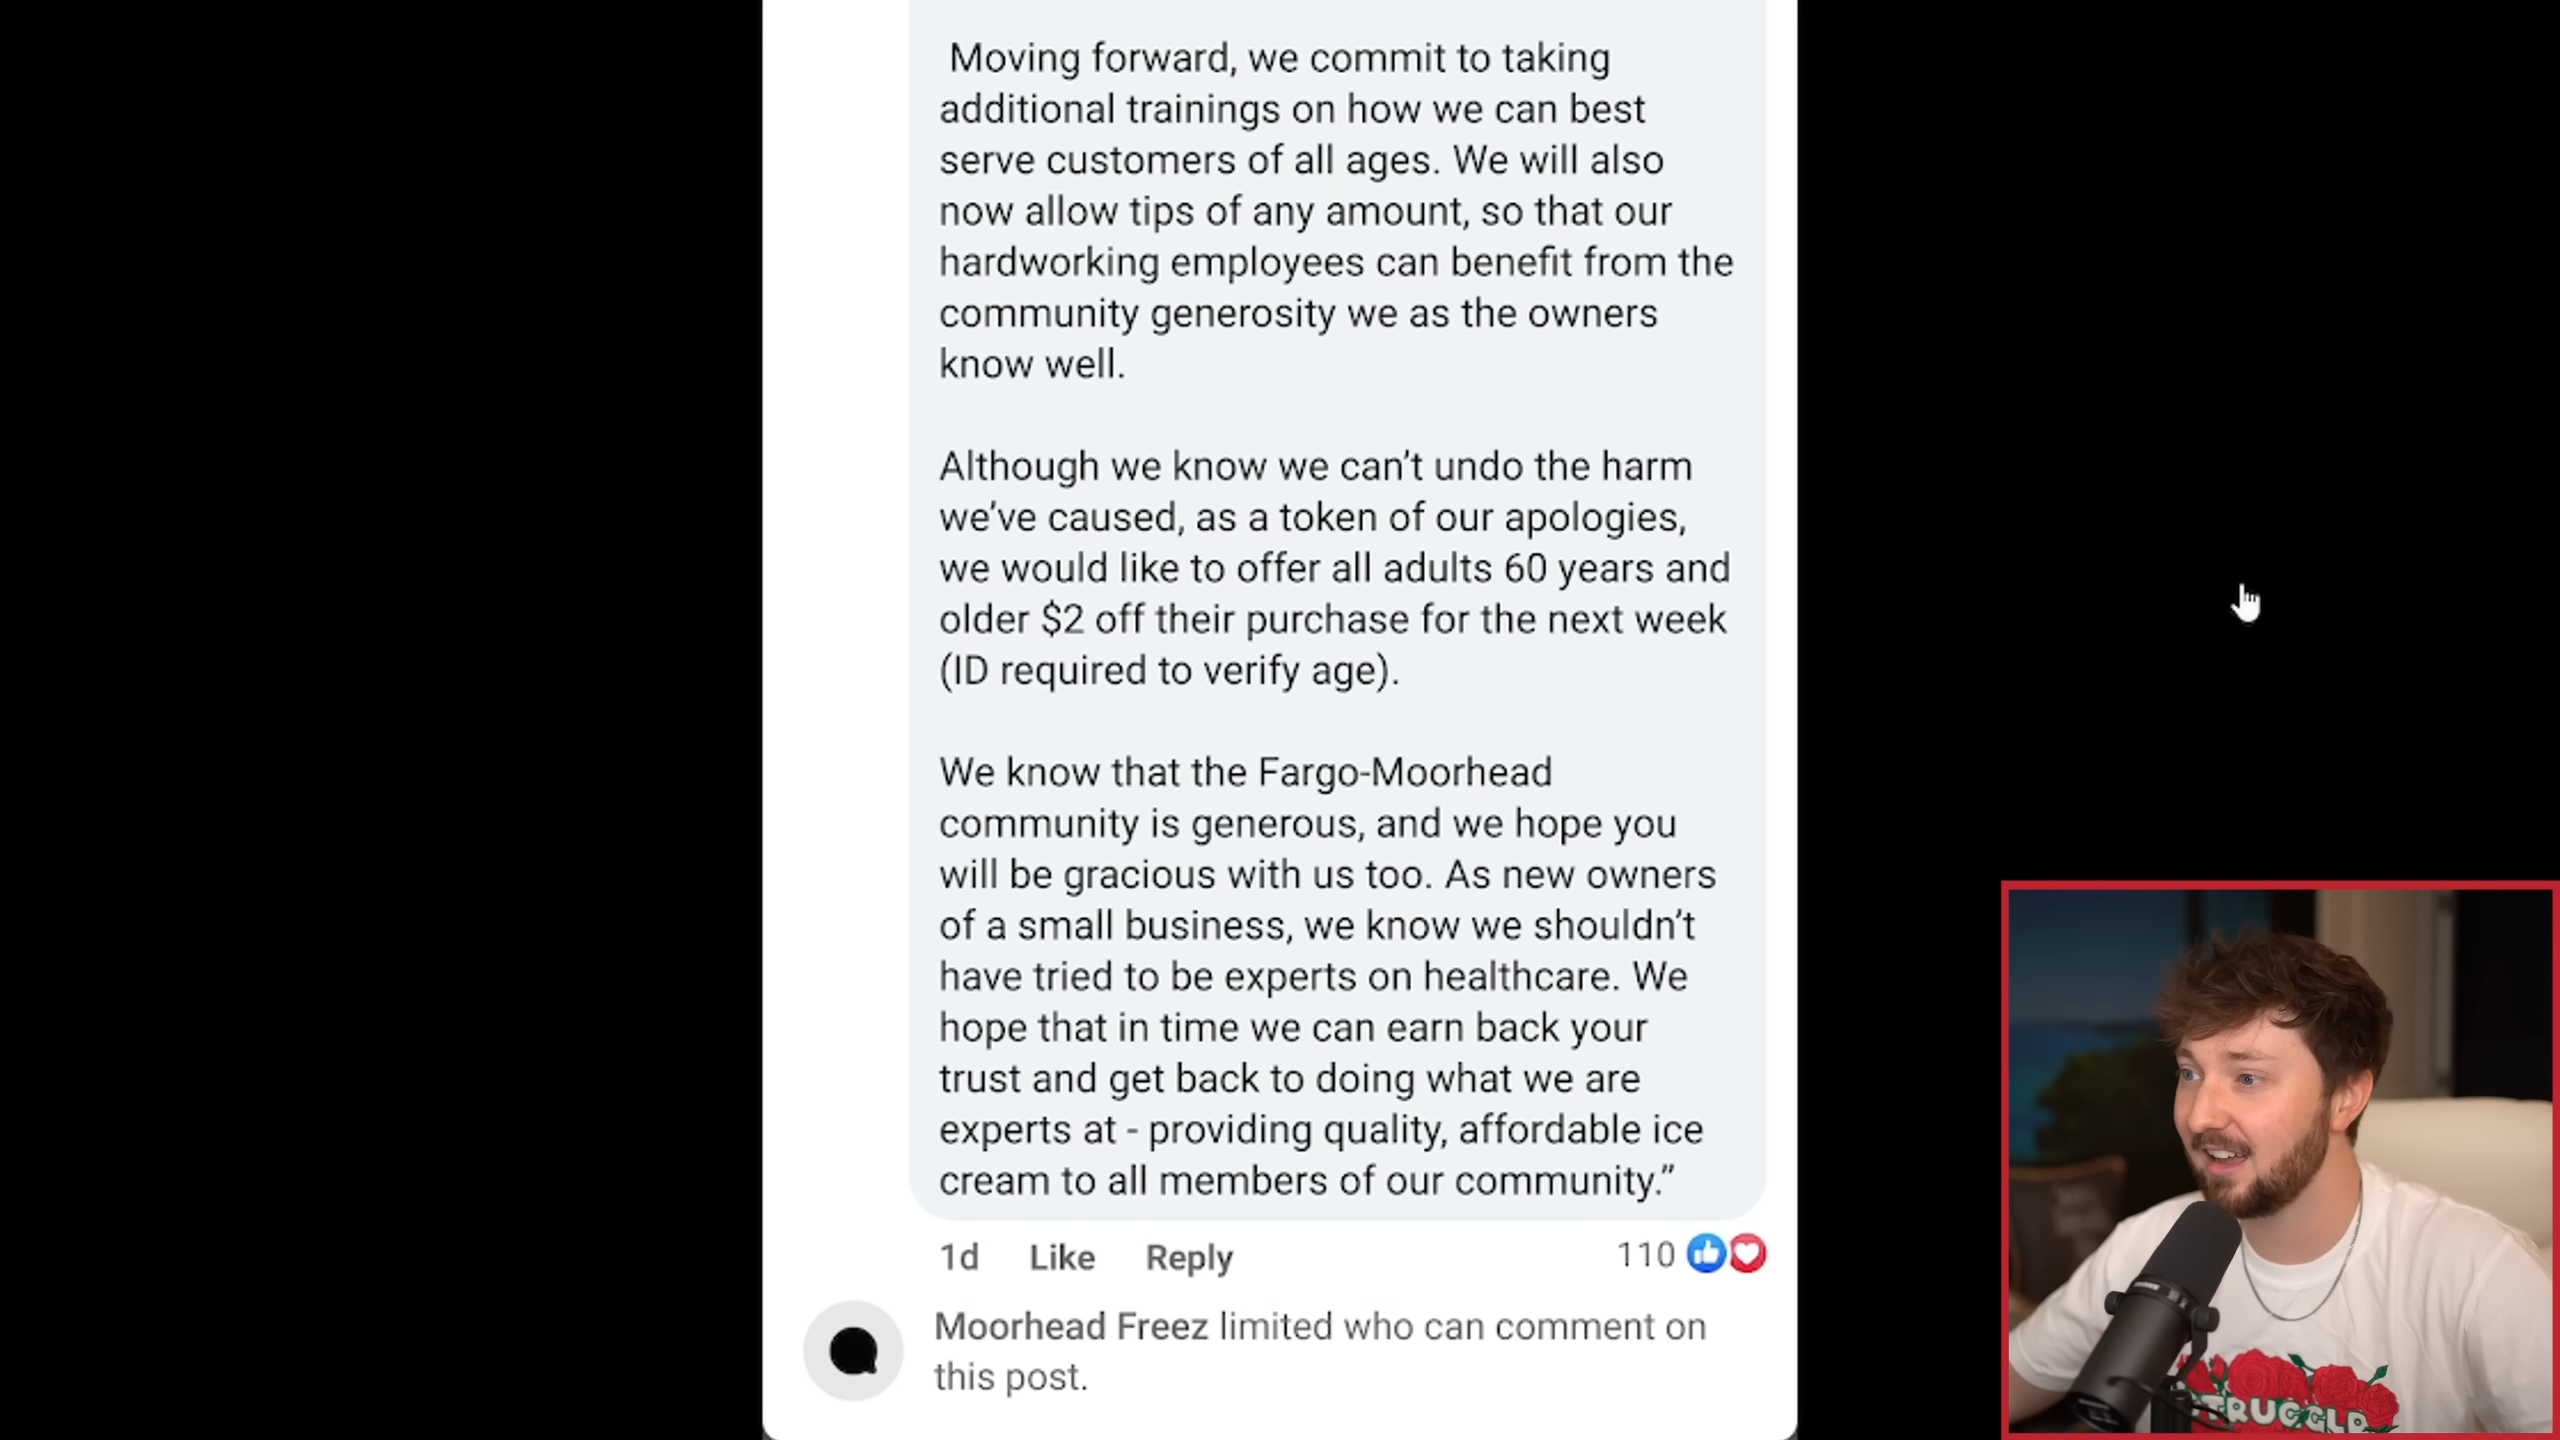 Moving forward, we commit to taking
additional trainings on how we can best
serve customers of all ages. We will also
now allow tips of any amount, so that our
hardworking employees can benefit from the
community generosity we as the owners
know well.
Although we know we can’t undo the harm
we’ve caused, as a token of our apologies,
we would like to offer all adults 60 years and
older $2 off their purchase for the next week
(ID required to verify age).
We know that the Fargo-Moorhead
community is generous, and we hope you
will be gracious with us too. As new owners
of a small business, we know we shouldn’t
have tried to be experts on healthcare. We
hope that in time we can earn back your
trust and get back to doing what we are
experts at - providing quality, affordable ice
cream to all members of our community.”
1d Like Reply 110
Moorhead Freez limited who can comment on
this post.